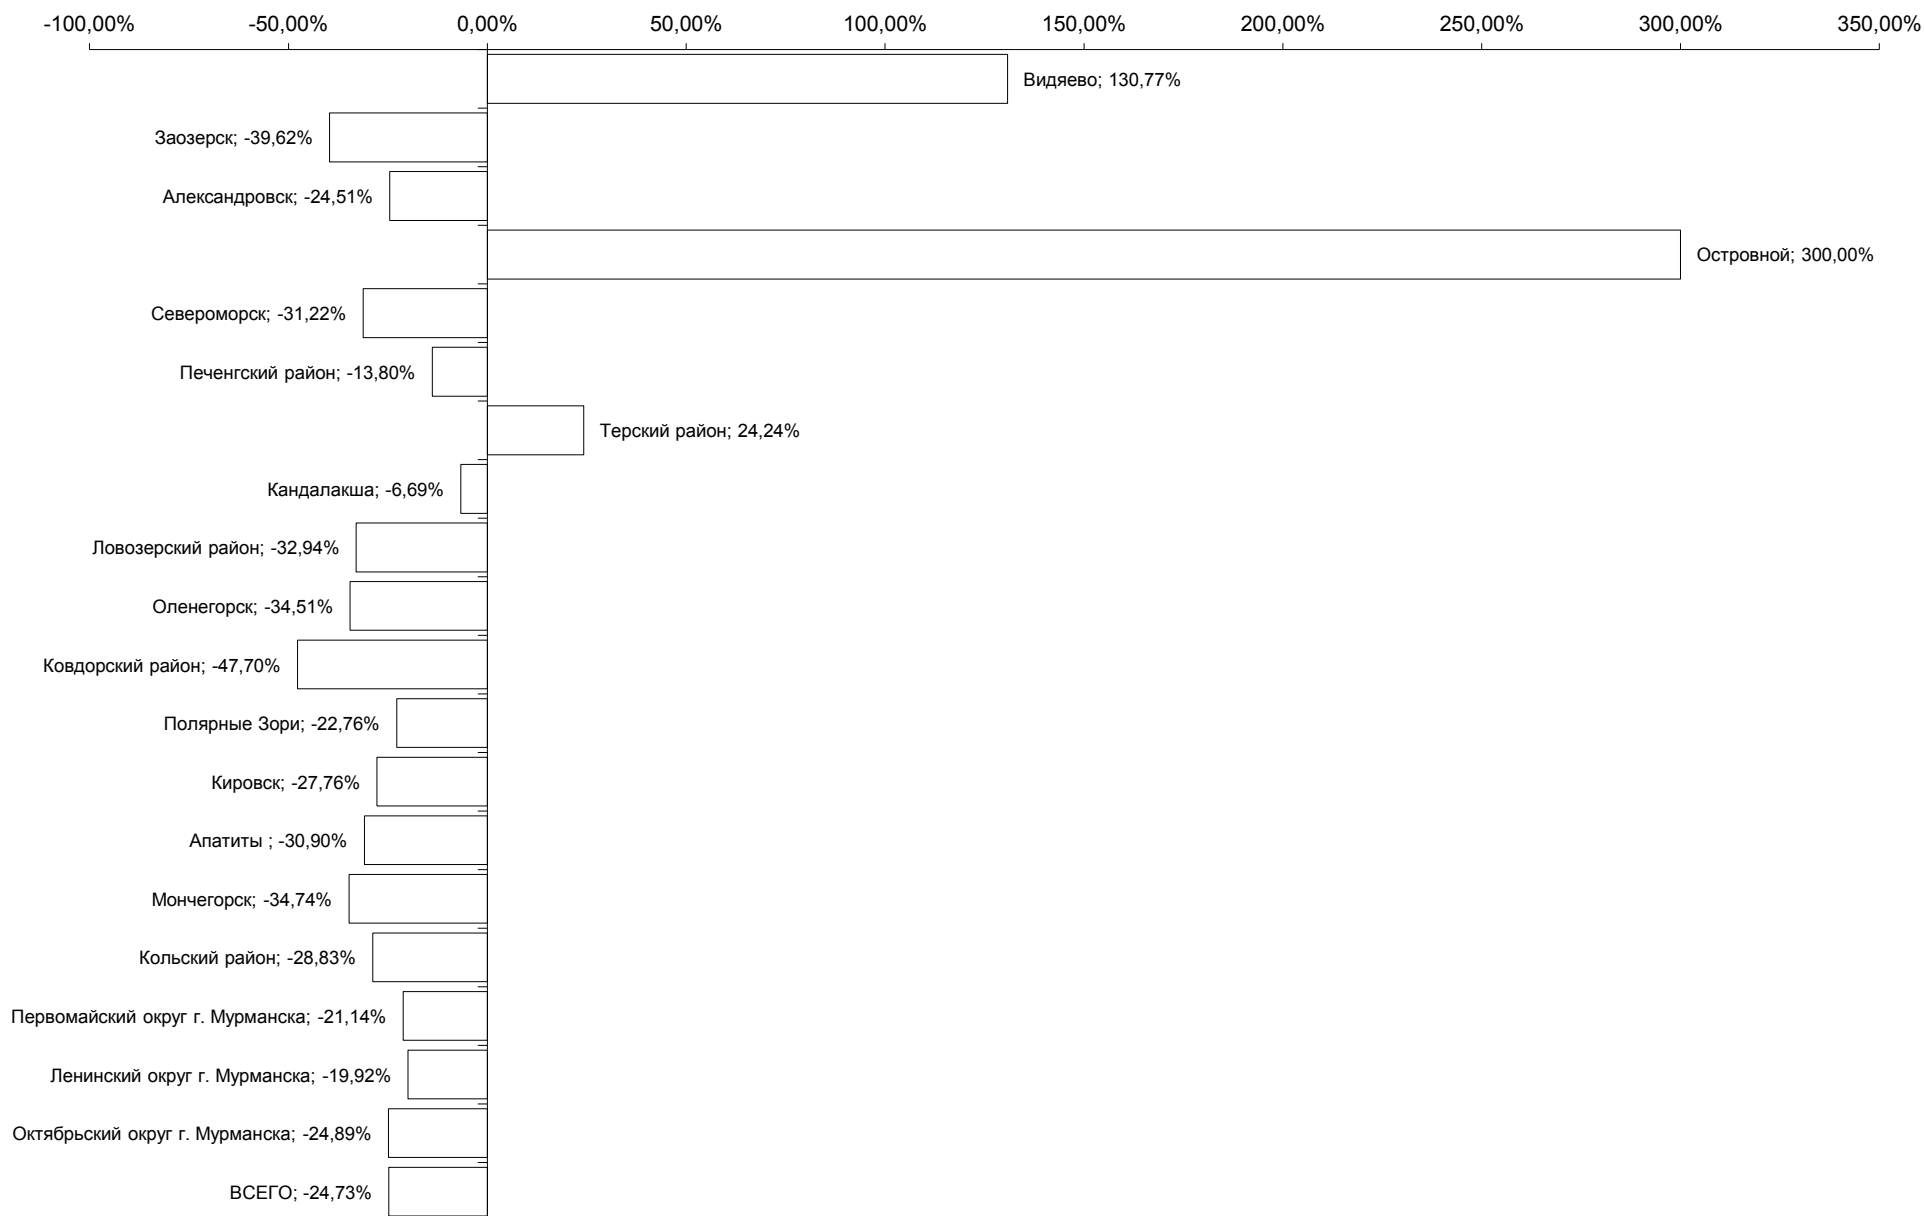 -100,00% -50,00% 0,00% 50,00% 100,00% 150,00% 200,00% 250,00% 300,00% 350,00%
Видяево; 130,77%
Заозерск; -39,62%
Александровск; -24,51%
Островной; 300,00%
Североморск; -31,22%
Печенгский район; -13,80%
Терский район; 24,24%
Кандалакша; -6,69%
Ловозерский район; -32,94%
Оленегорск; -34,51%
Ковдорский район; -47,70%
Полярные Зори; -22,76%
Кировск; -27,76%
Апатиты ; -30,90%
Мончегорск; -34,74%
Кольский район; -28,83%
Первомайский округ г. Мурманска; -21,14%
Ленинский округ г. Мурманска; -19,92%
Октябрьский округ г. Мурманска; -24,89%
ВСЕГО; -24,73%